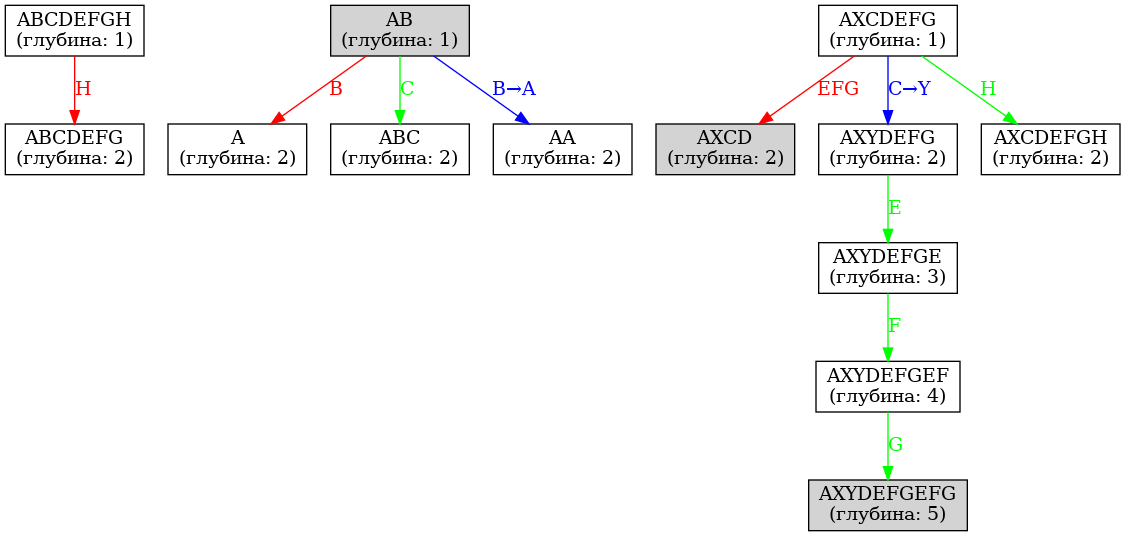 ABCDEFGH
(глубина: 1)
AB
(глубина: 1)
AXCDEFG
(глубина: 1)
H
B
C
B→A
EFG
C→Y
H
ABCDEFG
(глубина: 2)
A
(глубина: 2)
ABC
(глубина: 2)
AA
(глубина: 2)
AXCD
(глубина: 2)
AXYDEFG
(глубина: 2)
AXCDEFGH
(глубина: 2)
E
AXYDEFGE
(глубина: 3)
F
AXYDEFGEF
(глубина: 4)
G
AXYDEFGEFG
(глубина: 5)